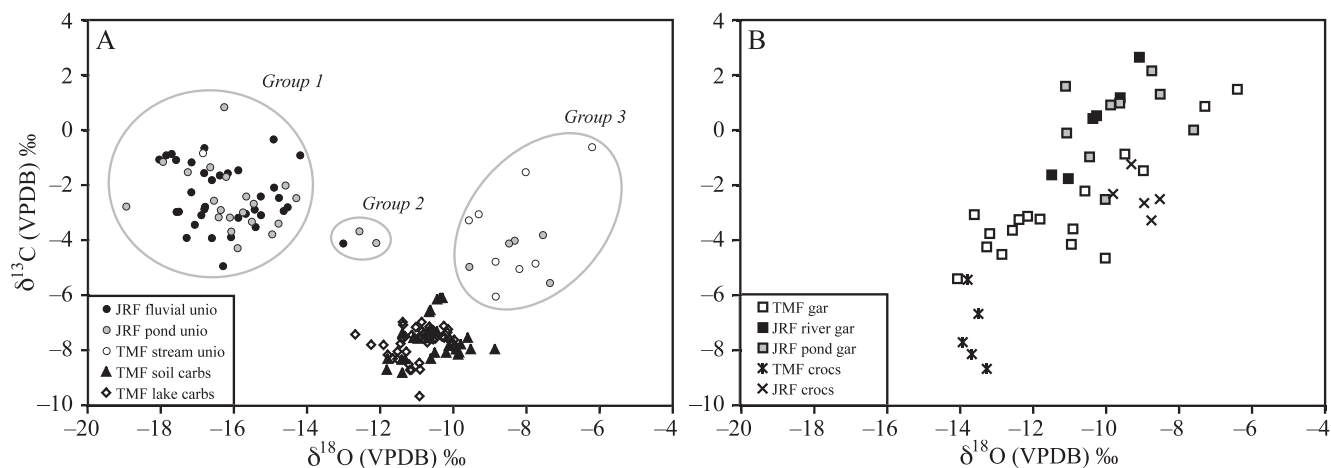 A
Group 1
Group 2
Group 3
4
2
0
–2
–4
–6
–8
–10
δ¹³C (VPDB) ‰
JRF fluvial unio
JRF pond unio
TMF stream unio
TMF soil carbs
TMF lake carbs
–20 –18 –16 –14 –12 –10 –8 –6 –4
δ¹⁸O (VPDB) ‰
B
4
2
0
–2
–4
–6
–8
–10
TMF gar
JRF river gar
JRF pond gar
TMF crocs
JRF crocs
–20 –18 –16 –14 –12 –10 –8 –6 –4
δ¹⁸O (VPDB) ‰